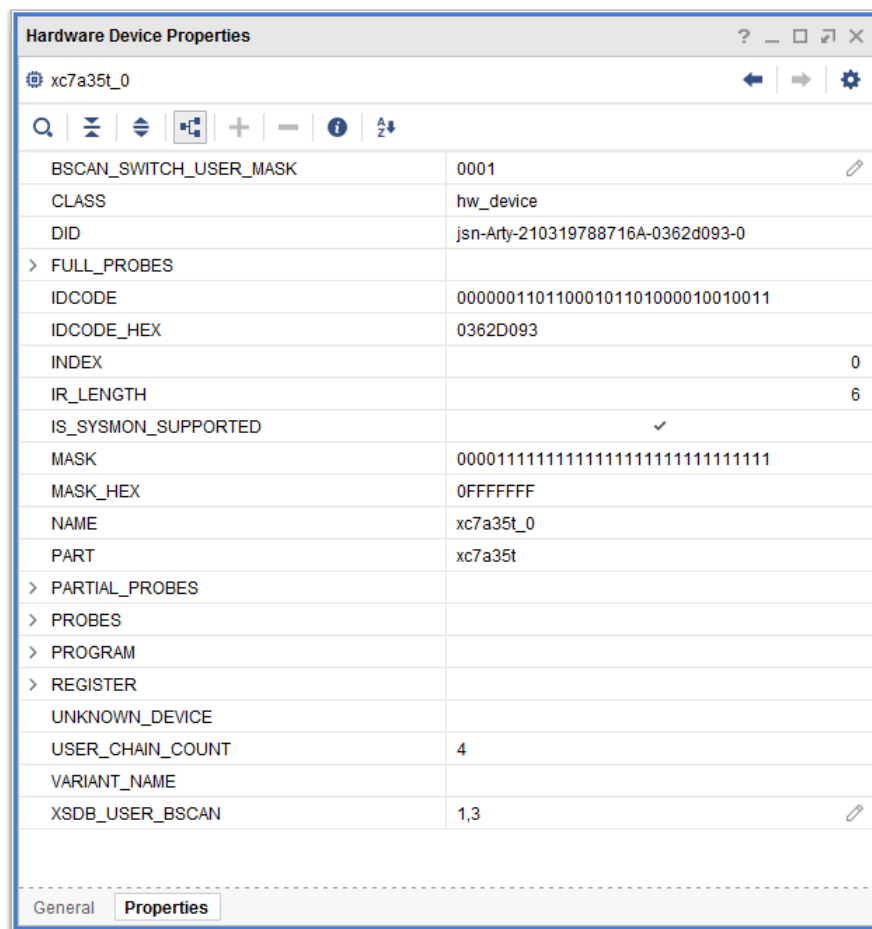 Hardware Device Properties
xc7a35t_0
BSCAN_SWITCH_USER_MASK 0001
CLASS hw_device
DID jsn-Arty-210319788716A-0362d093-0
FULL_PROBES
IDCODE 00000011011000101101000010010011
IDCODE_HEX 0362D093
INDEX 0
IR_LENGTH 6
IS_SYSMON_SUPPORTED ✓
MASK 00001111111111111111111111111111
MASK_HEX 0FFFFFFF
NAME xc7a35t_0
PART xc7a35t
PARTIAL_PROBES
PROBES
PROGRAM
REGISTER
UNKNOWN_DEVICE
USER_CHAIN_COUNT 4
VARIANT_NAME
XSDB_USER_BSCAN 1,3
General Properties